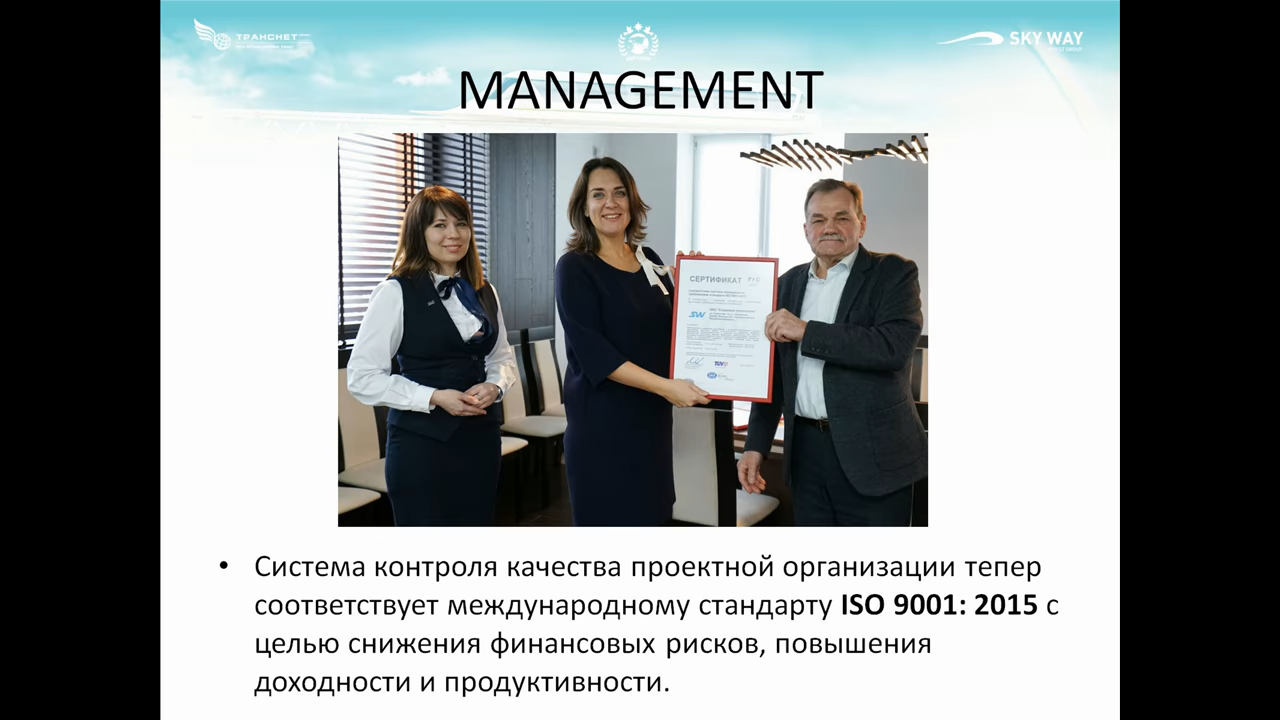 ТРАНСНЕТ
SKY WAY
MANAGEMENT
СЕРТИФИКАТ
SW
Система контроля качества проектной организации тепер
соответствует международному стандарту ISO 9001: 2015 с
целью снижения финансовых рисков, повышения
доходности и продуктивности.